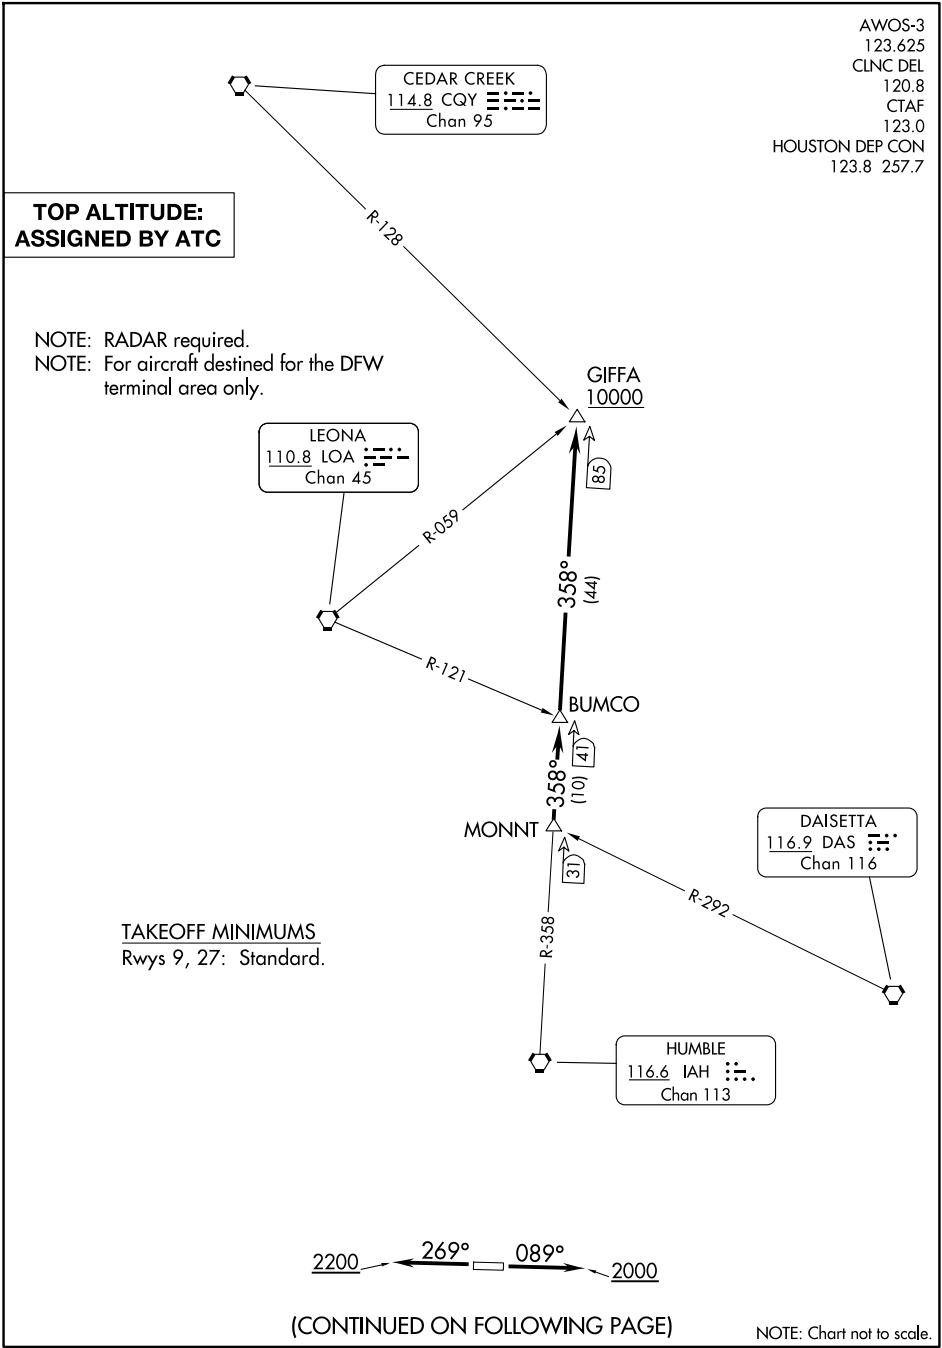 AWOS-3
123.625
CLNC DEL
120.8
CTAF
123.0
HOUSTON DEP CON
123.8 257.7
CEDAR CREEK
114.8 CQY
Chan 95
TOP ALTITUDE:
ASSIGNED BY ATC
R-128
NOTE: RADAR required.
NOTE: For aircraft destined for the DFW
terminal area only.
GIFFA
10000
LEONA
110.8 LOA
Chan 45
85
R-059
358°
(44)
R-121
BUMCO
41
358°
(10)
MONNT
31
DAISETTA
116.9 DAS
Chan 116
R-292
R-358
TAKEOFF MINIMUMS
Rwys 9, 27: Standard.
HUMBLE
116.6 IAH
Chan 113
2200 269° 089° 2000
(CONTINUED ON FOLLOWING PAGE)
NOTE: Chart not to scale.